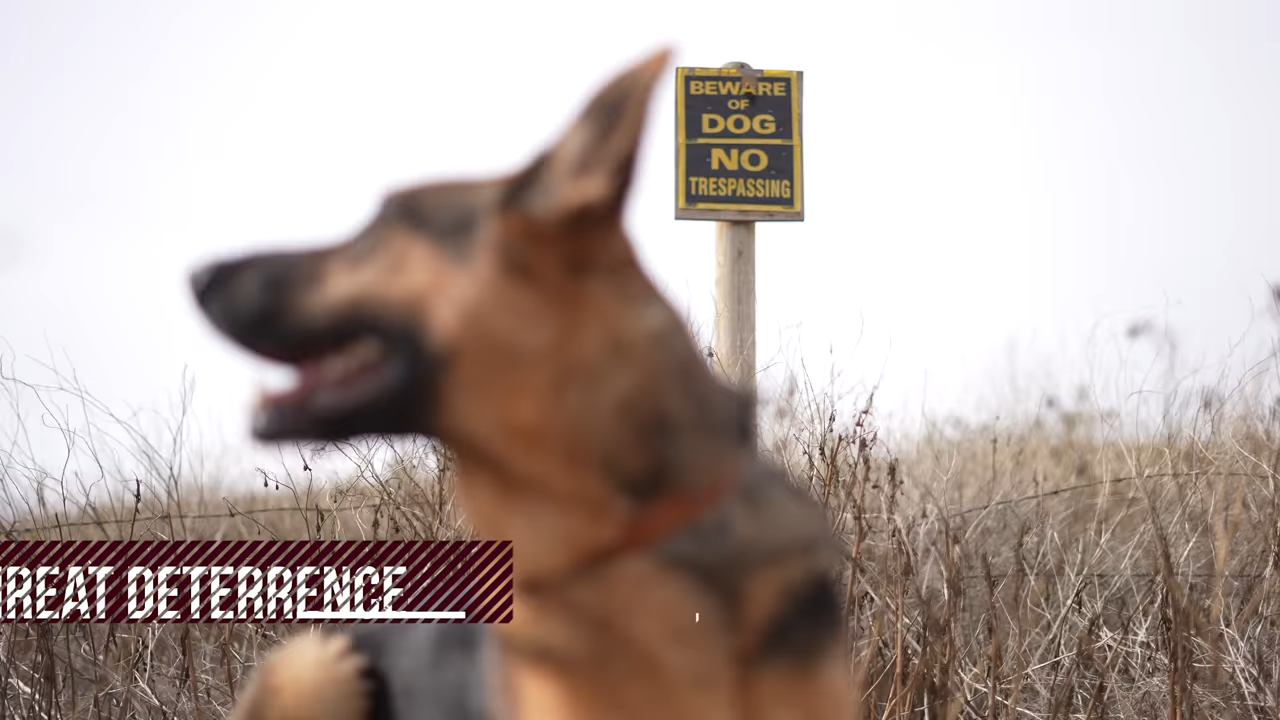 BEWARE
OF
DOG
NO
TRESPASSING
REAT DETERRENCE